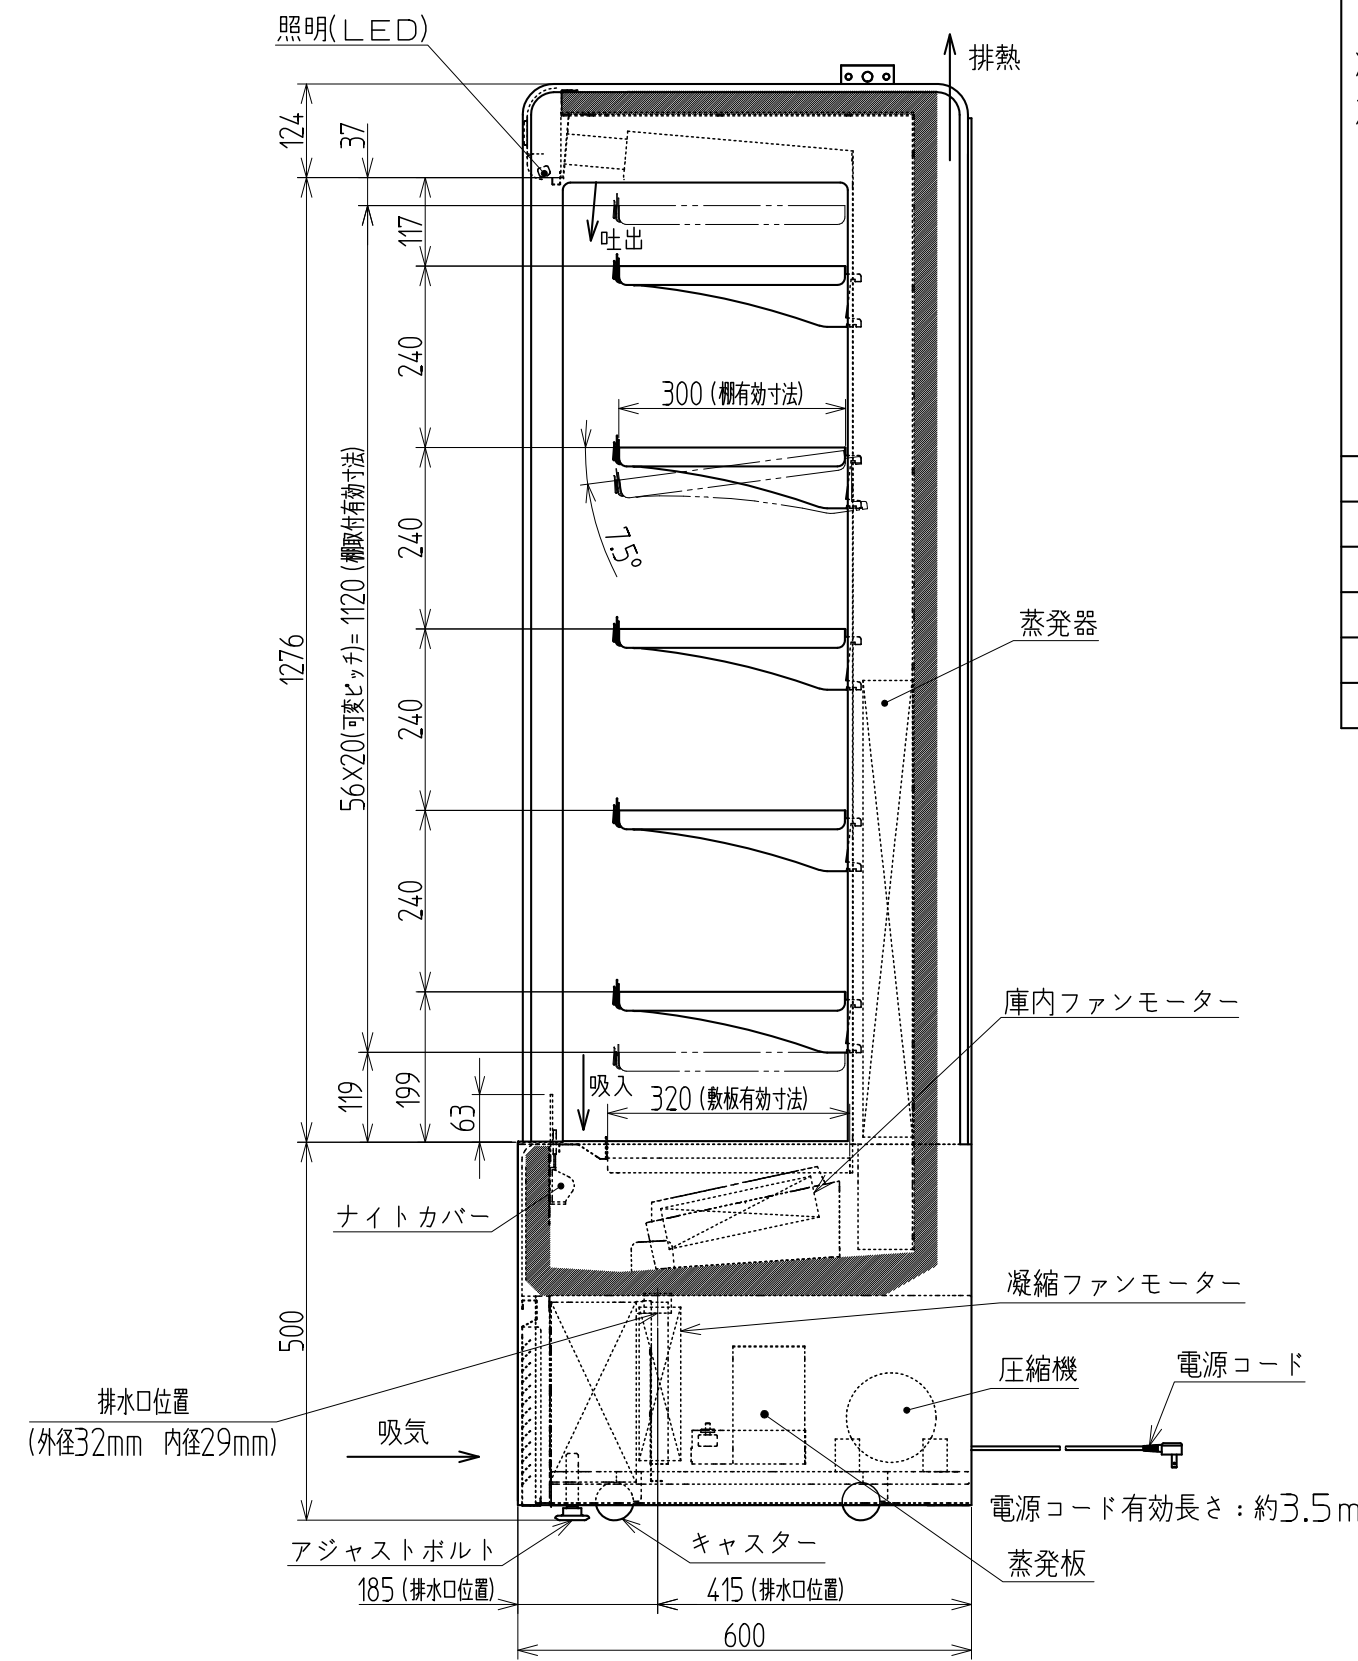 照明(LED)
排熱
124
37
117
吐出
240
300(棚有効寸法)
7.5°
240
56×20(可変ピッチ)=1120(棚取付有効寸法)
1276
蒸発器
240
240
庫内ファンモーター
吸入
320(敷板有効寸法)
119
199
63
ナイトカバー
凝縮ファンモーター
500
圧縮機
電源コード
排水口位置
(外径32mm 内径29mm)
吸気
電源コード有効長さ:約3.5m
アジャストボルト
キャスター
蒸発板
185(排水口位置)
415(排水口位置)
600